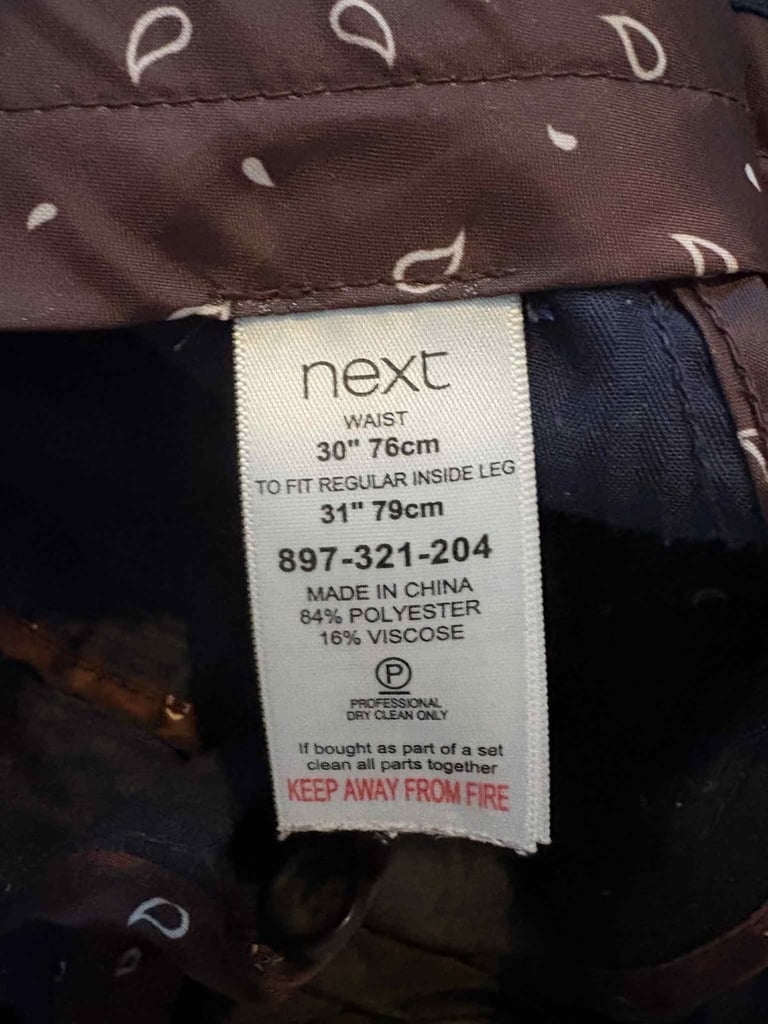 next
WAIST
30" 76cm
TO FIT REGULAR INSIDE LEG
31" 79cm
897-321-204
MADE IN CHINA
84% POLYESTER
16% VISCOSE
P
PROFESSIONAL
DRY CLEAN ONLY
If bought as part of a set
clean all parts together
KEEP AWAY FROM FIRE